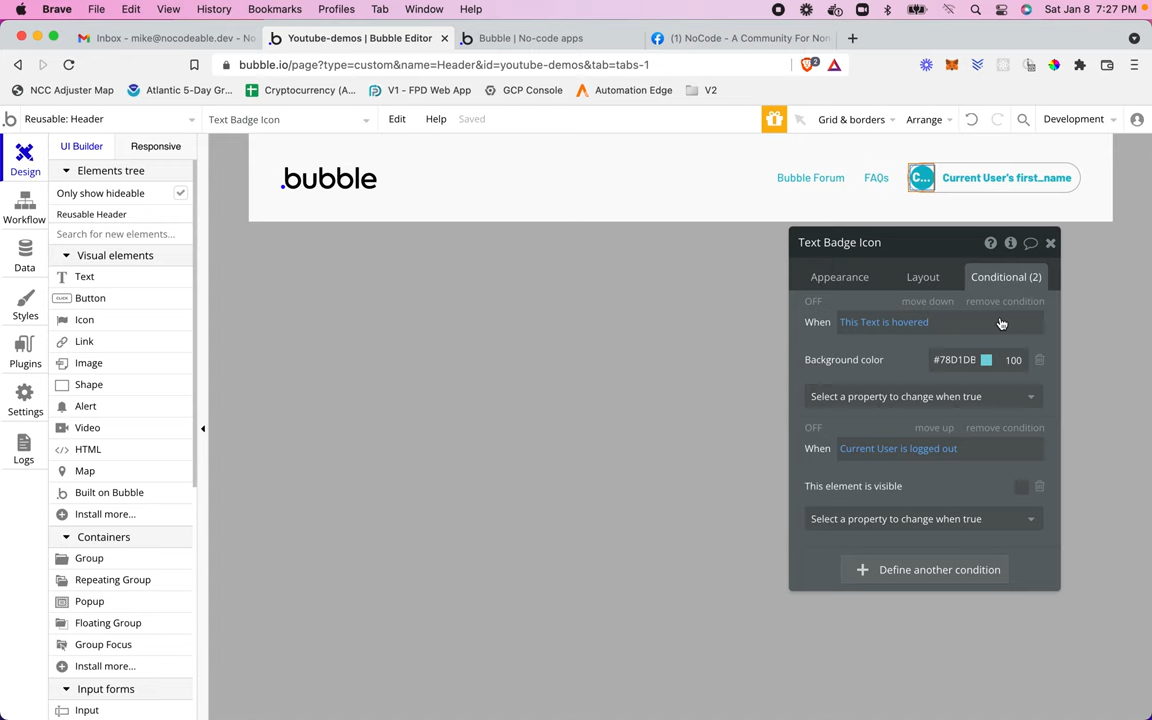 Brave File Edit View History Bookmarks Profiles Tab Window Help Sat Jan 8 7:27 PM
Inbox - mike@nocodeable.dev - No
Youtube-demos | Bubble Editor
Bubble | No-code apps
(1) NoCode - A Community For Non
bubble.io/page?type=custom&name=Header&id=youtube-demos&tab=tabs-1
2
NCC Adjuster Map Atlantic 5-Day Gr... Cryptocurrency (A... V1 - FPD Web App GCP Console Automation Edge V2
Reusable: Header Text Badge Icon Edit Help Saved Grid & borders Arrange Development
Design
Workflow
Data
Styles
Plugins
Settings
Logs
UI Builder Responsive
Elements tree
Only show hideable
Reusable Header
Search for new elements...
Visual elements
Text
CLICK Button
Icon
Link
Image
Shape
Alert
Video
</> HTML
Map
Built on Bubble
Install more...
Containers
Group
Repeating Group
Popup
Floating Group
Group Focus
Install more...
Input forms
Input
.bubble
Bubble Forum FAQs C... Current User's first_name
Text Badge Icon
Appearance Layout Conditional (2)
OFF move down remove condition
When This Text is hovered
Background color #78D1DB 100
Select a property to change when true
OFF move up remove condition
When Current User is logged out
This element is visible
Select a property to change when true
Define another condition